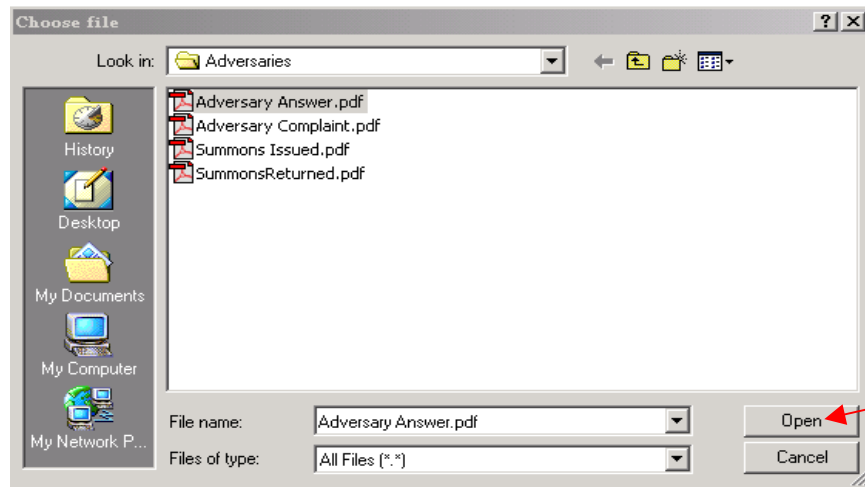 Choose file
Look in: Adversaries
History
Desktop
My Documents
My Computer
My Network P...
Adversary Answer.pdf
Adversary Complaint.pdf
Summons Issued.pdf
SummonsReturned.pdf
File name: Adversary Answer.pdf Open
Files of type: All Files (*.*) Cancel